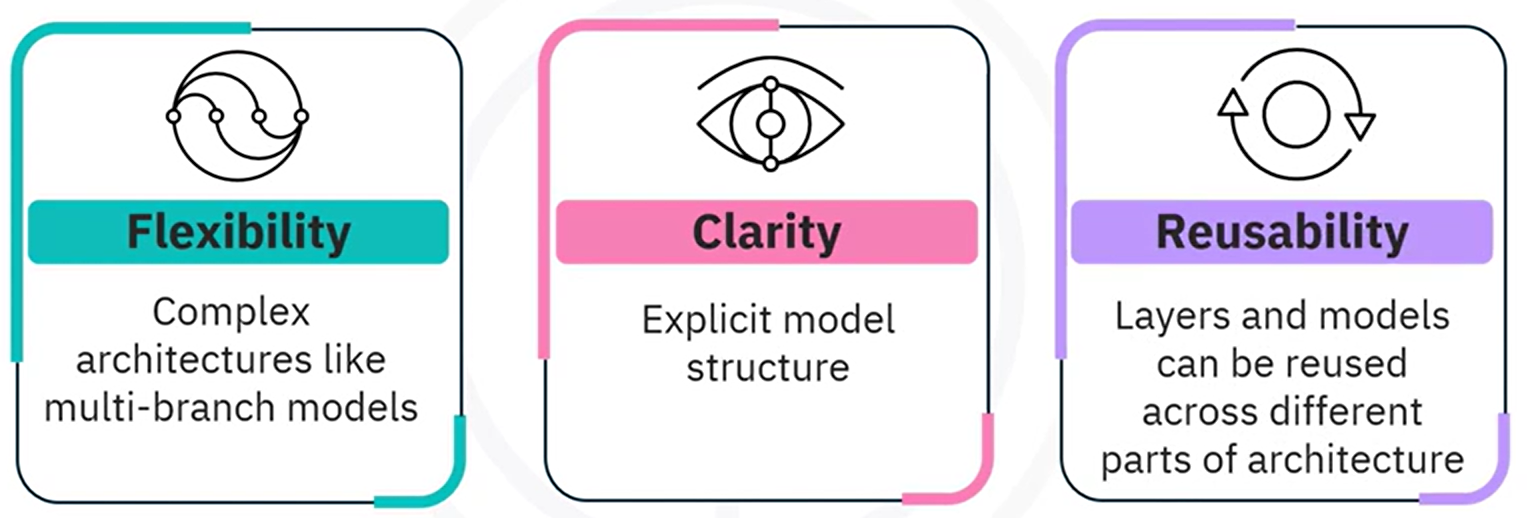 Flexibility
Complex
architectures like
multi-branch models
Clarity
Explicit model
structure
Reusability
Layers and models
can be reused
across different
parts of architecture